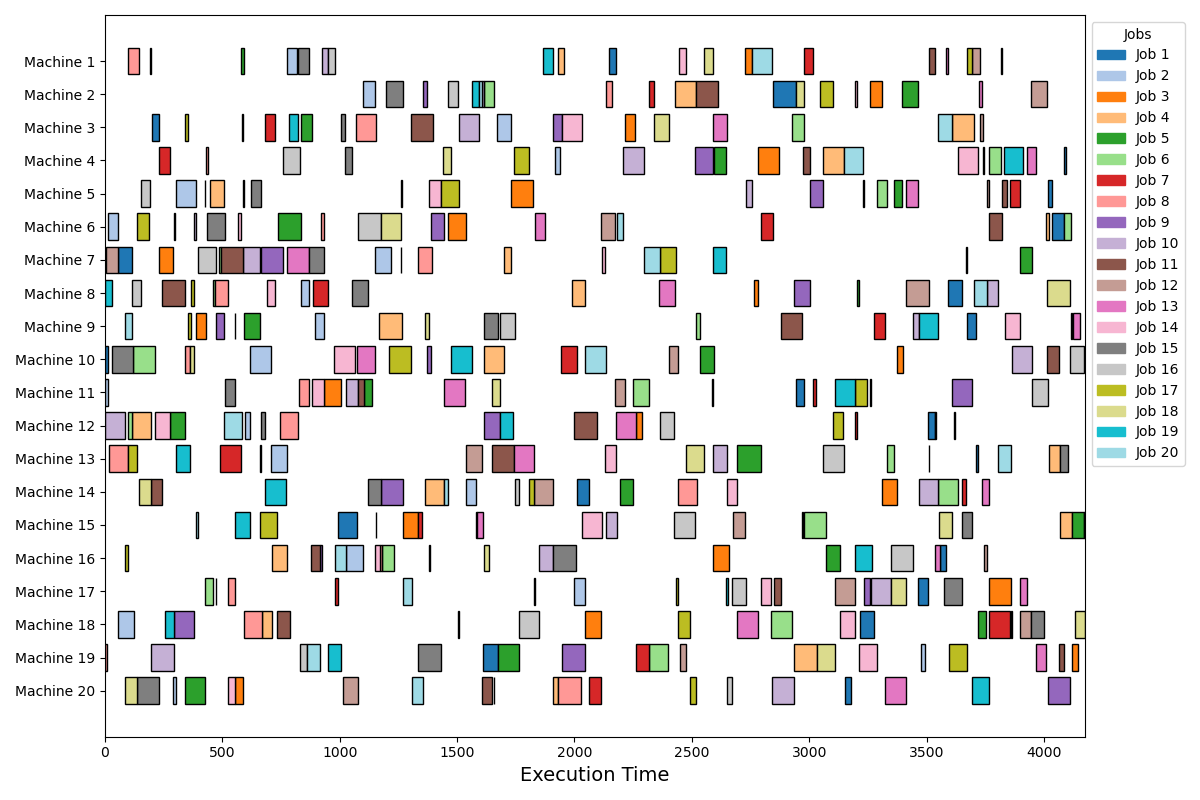 Machine 1
Machine 2
Machine 3
Machine 4
Machine 5
Machine 6
Machine 7
Machine 8
Machine 9
Machine 10
Machine 11
Machine 12
Machine 13
Machine 14
Machine 15
Machine 16
Machine 17
Machine 18
Machine 19
Machine 20
0 500 1000 1500 2000 2500 3000 3500 4000
Execution Time
Jobs
Job 1
Job 2
Job 3
Job 4
Job 5
Job 6
Job 7
Job 8
Job 9
Job 10
Job 11
Job 12
Job 13
Job 14
Job 15
Job 16
Job 17
Job 18
Job 19
Job 20